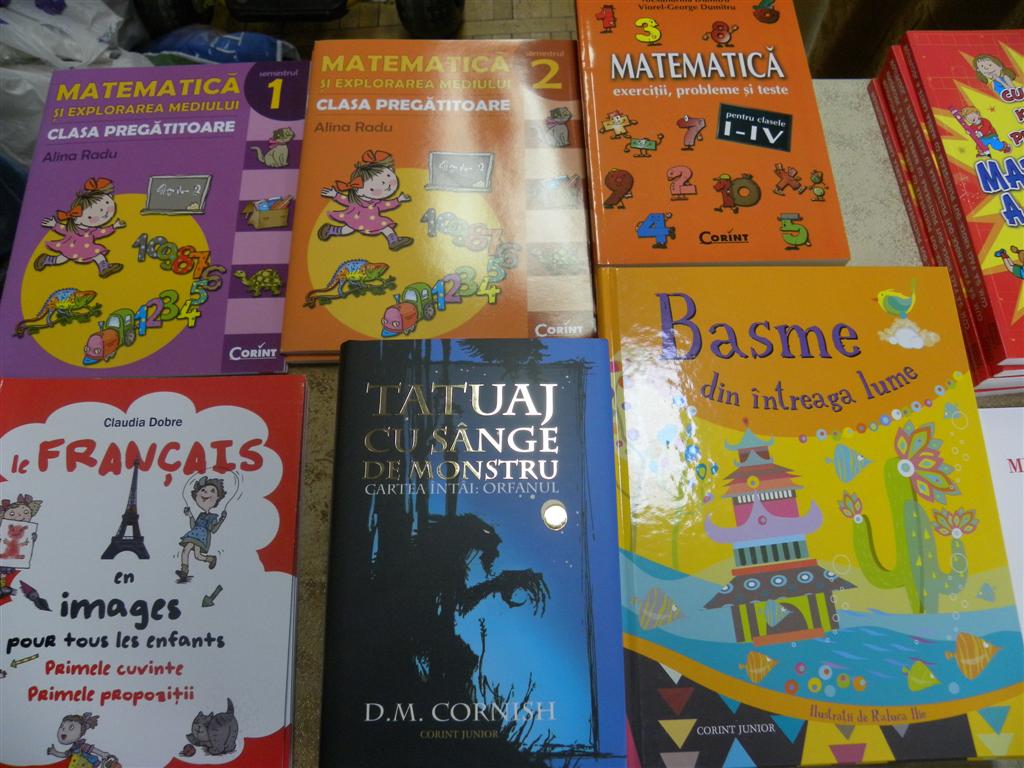 MATEMATICĂ
ȘI EXPLORAREA MEDIULUI
CLASA PREGĂTITOARE
Alina Radu
semestrul
1
CORINT
MATEMATICĂ
ȘI EXPLORAREA MEDIULUI
CLASA PREGĂTITOARE
Alina Radu
semestrul
2
CORINT
Viorel-George Dumitru
MATEMATICĂ
exerciții, probleme și teste
pentru clasele
I-IV
CORINT
Claudia Dobre
le FRANÇAIS
en
images
pour tous les enfants
Primele cuvinte
Primele propoziții
TATUAJ
CU SÂNGE
DE MONSTRU
CARTEA ÎNTÂI: ORFANUL
D.M. CORNISH
CORINT JUNIOR
Basme
din întreaga lume
Ilustrații de Raluca Ilie
CORINT JUNIOR